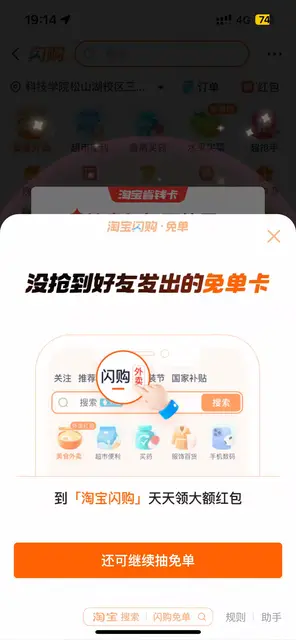 19:14
4G
74
闪购
科技学院松山湖校区三...
订单
红包
淘宝省钱卡
淘宝闪购·免单
没抢到好友发出的免单卡
关注
推荐
闪购
外卖
装节
国家补贴
搜索
搜索
美食外卖
超市便利
买药
服饰百货
手机数码
到「淘宝闪购」天天领大额红包
还可继续抽免单
淘宝 搜索
闪购免单
规则
助手